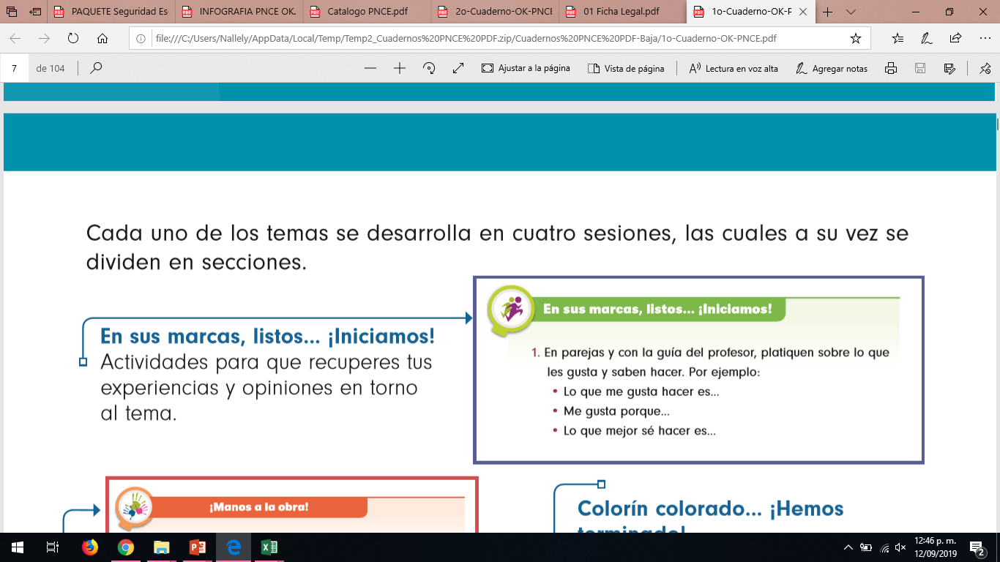 PAQUETE Seguridad Es
INFOGRAFIA PNCE OK.
Catalogo PNCE.pdf
2o-Cuaderno-OK-PNCE
01 Ficha Legal.pdf
1o-Cuaderno-OK-P
file:///C:/Users/Nallely/AppData/Local/Temp/Temp2_Cuadernos%20PNCE%20PDF.zip/Cuadernos%20PNCE%20PDF-Baja/1o-Cuaderno-OK-PNCE.pdf
7 de 104
Ajustar a la página
Vista de página
Lectura en voz alta
Agregar notas
Cada uno de los temas se desarrolla en cuatro sesiones, las cuales a su vez se
dividen en secciones.
En sus marcas, listos... ¡Iniciamos!
Actividades para que recuperes tus
experiencias y opiniones en torno
al tema.
En sus marcas, listos... ¡Iniciamos!
1. En parejas y con la guía del profesor, platiquen sobre lo que
les gusta y saben hacer. Por ejemplo:
• Lo que me gusta hacer es...
• Me gusta porque...
• Lo que mejor sé hacer es...
¡Manos a la obra!
Colorín colorado... ¡Hemos
terminado!
12:46 p. m.
12/09/2019
2